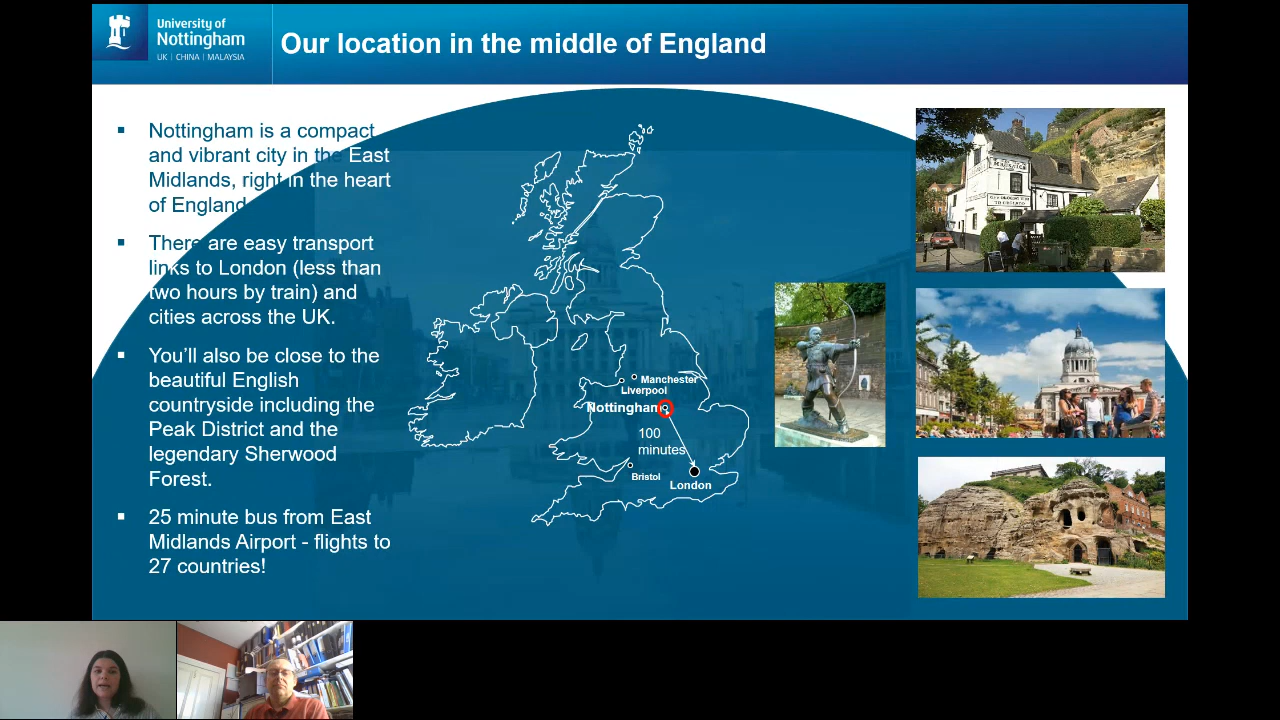 University of
Nottingham
UK | CHINA | MALAYSIA
Our location in the middle of England
Nottingham is a compact
and vibrant city in the East
Midlands, right in the heart
of England
There are easy transport
links to London (less than
two hours by train) and
cities across the UK.
You'll also be close to the
beautiful English
countryside including the
Peak District and the
legendary Sherwood
Forest.
25 minute bus from East
Midlands Airport - flights to
27 countries!
Manchester
Liverpool
Nottingham
100
minutes
Bristol
London